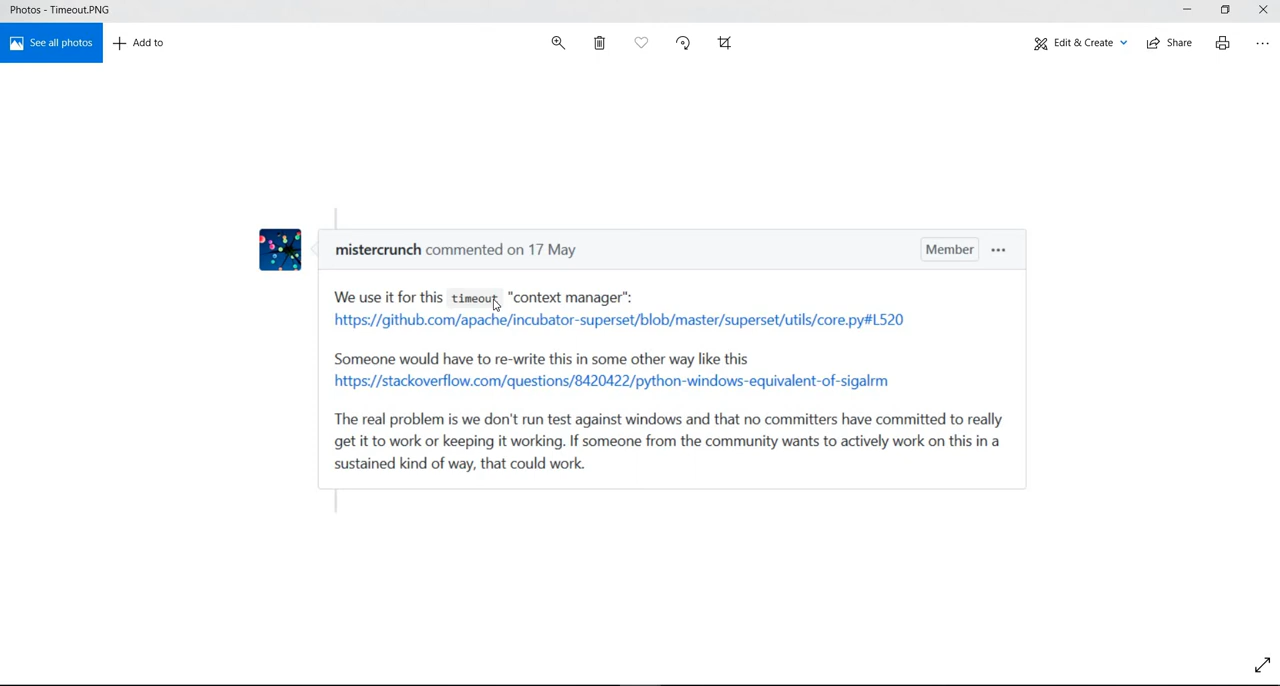 Photos - Timeout.PNG
See all photos
Add to
Edit & Create
Share
mistercrunch commented on 17 May
Member
We use it for this timeout "context manager":
https://github.com/apache/incubator-superset/blob/master/superset/utils/core.py#L520
Someone would have to re-write this in some other way like this
https://stackoverflow.com/questions/8420422/python-windows-equivalent-of-sigalrm
The real problem is we don't run test against windows and that no committers have committed to really
get it to work or keeping it working. If someone from the community wants to actively work on this in a
sustained kind of way, that could work.